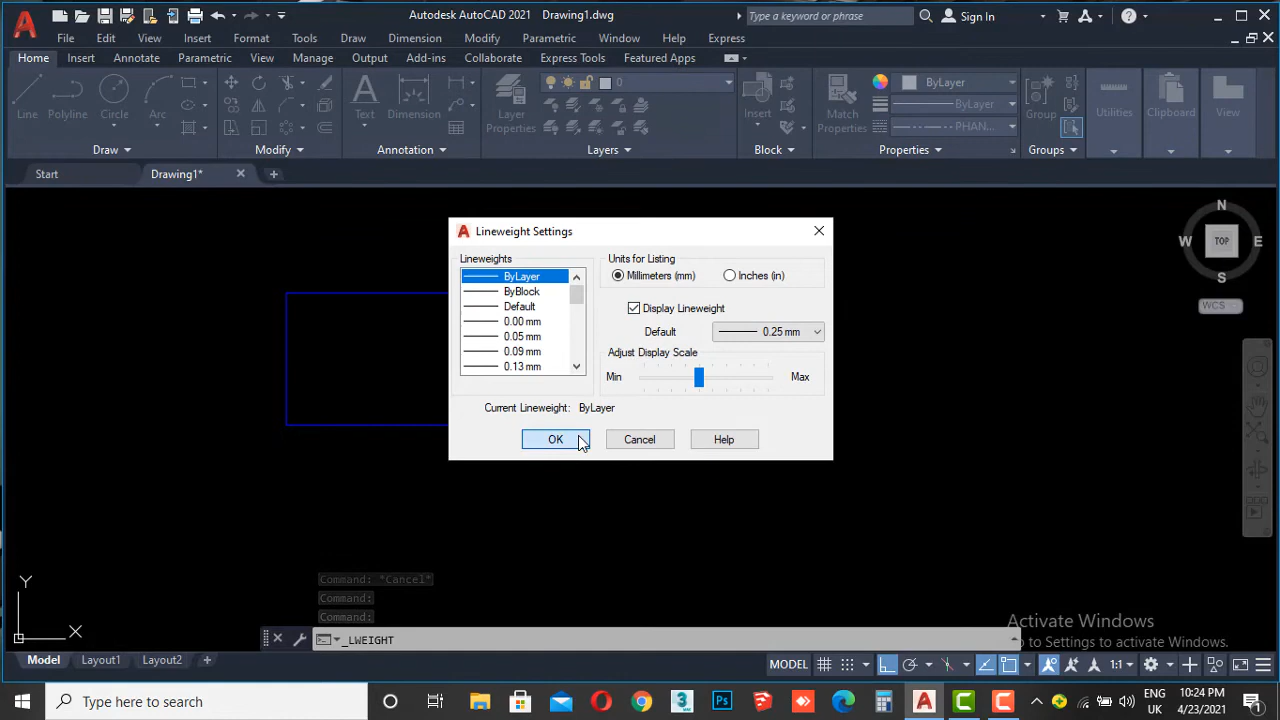 Autodesk AutoCAD 2021 Drawing1.dwg
Type a keyword or phrase
Sign In
File Edit View Insert Format Tools Draw Dimension Modify Parametric Window Help Express
Home Insert Annotate Parametric View Manage Output Add-ins Collaborate Express Tools Featured Apps
0
ByLayer
ByLayer
PHAN...
Line Polyline Circle Arc
Text Dimension
Layer Properties
Insert
Match Properties
Group
Utilities Clipboard View
Draw Modify Annotation Layers Block Properties Groups
Start Drawing1*
N
W TOP E
S
WCS
Lineweight Settings
Lineweights
ByLayer
ByBlock
Default
0.00 mm
0.05 mm
0.09 mm
0.13 mm
Units for Listing
Millimeters (mm) Inches (in)
Display Lineweight
Default 0.25 mm
Adjust Display Scale
Min Max
Current Lineweight: ByLayer
OK Cancel Help
Y
X
Command: *Cancel*
Command:
Command:
_LWEIGHT
Activate Windows
o to Settings to activate Windows.
Model Layout1 Layout2
MODEL 1:1
Type here to search
3
Ps
ENG
UK
10:24 PM
4/23/2021
1